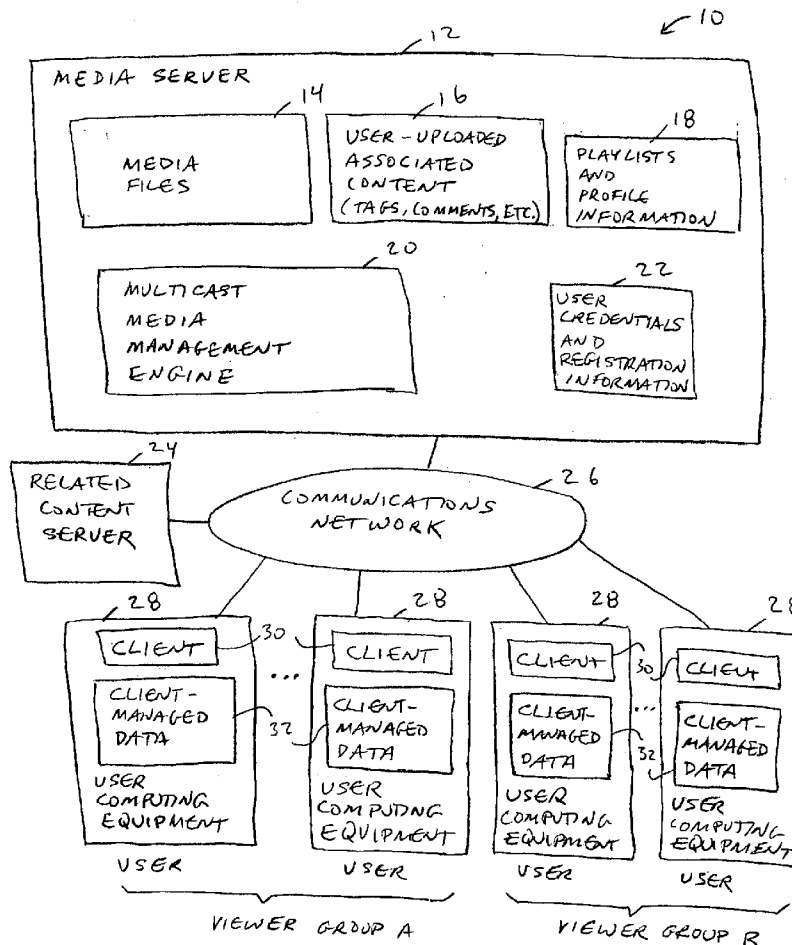 10
12
MEDIA SERVER
14
MEDIA
FILES
16
USER-UPLOADED
ASSOCIATED
CONTENT
(TAGS, COMMENTS, ETC.)
18
PLAYLISTS
AND
PROFILE
INFORMATION
20
MULTICAST
MEDIA
MANAGEMENT
ENGINE
22
USER
CREDENTIALS
AND
REGISTRATION
INFORMATION
24
RELATED
CONTENT
SERVER
26
COMMUNICATIONS
NETWORK
28
CLIENT
30
CLIENT-
MANAGED
DATA
32
USER
COMPUTING
EQUIPMENT
USER
...
28
CLIENT
CLIENT-
MANAGED
DATA
USER
COMPUTING
EQUIPMENT
USER
VIEWER GROUP A
28
CLIENT
30
CLIENT-
MANAGED
DATA
32
USER
COMPUTING
EQUIPMENT
USER
...
28
CLIENT
CLIENT-
MANAGED
DATA
USER
COMPUTING
EQUIPMENT
USER
VIEWER GROUP B